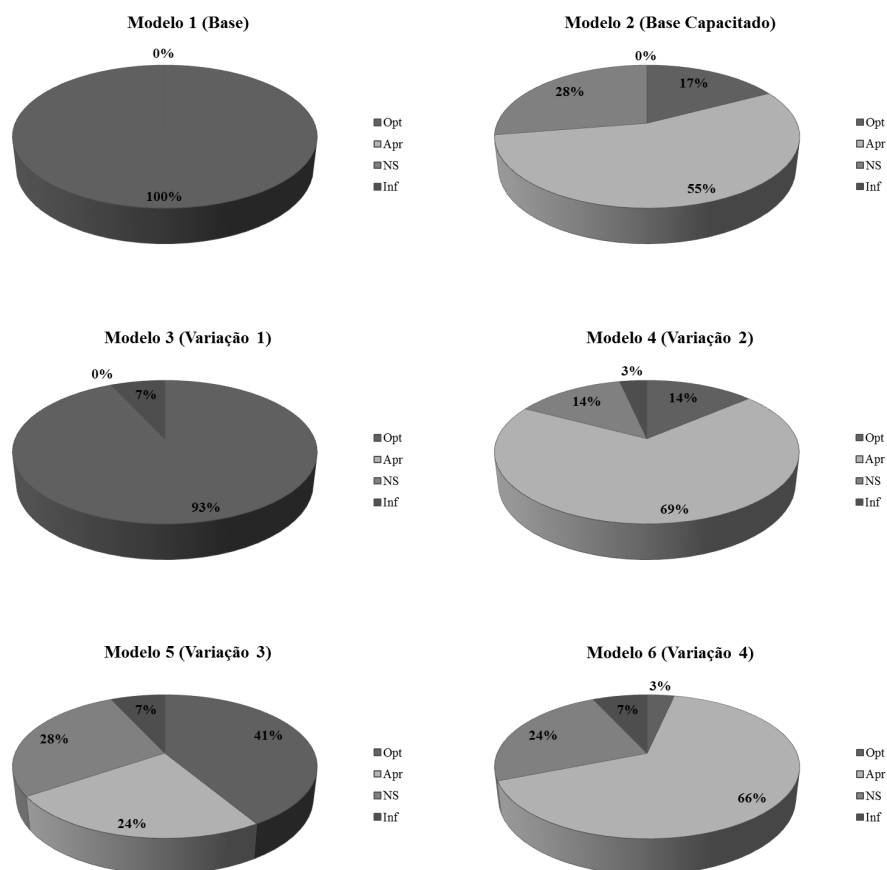 Modelo 1 (Base)
0%
100%
Opt
Apr
NS
Inf
Modelo 2 (Base Capacitado)
0%
17%
28%
55%
Opt
Apr
NS
Inf
Modelo 3 (Variação 1)
0%
7%
93%
Opt
Apr
NS
Inf
Modelo 4 (Variação 2)
3%
14%
14%
69%
Opt
Apr
NS
Inf
Modelo 5 (Variação 3)
7%
41%
28%
24%
Opt
Apr
NS
Inf
Modelo 6 (Variação 4)
3%
7%
24%
66%
Opt
Apr
NS
Inf